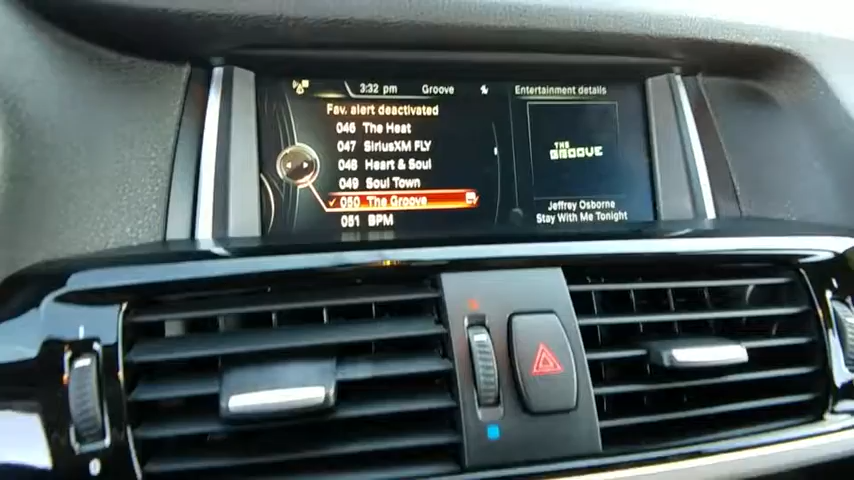 3:32 pm Groove
Entertainment details
Fav. alert deactivated
046 The Heat
047 SiriusXM FLY
048 Heart & Soul
049 Soul Town
050 The Groove
051 BPM
THE
GROOVE
Jeffrey Osborne
Stay With Me Tonight